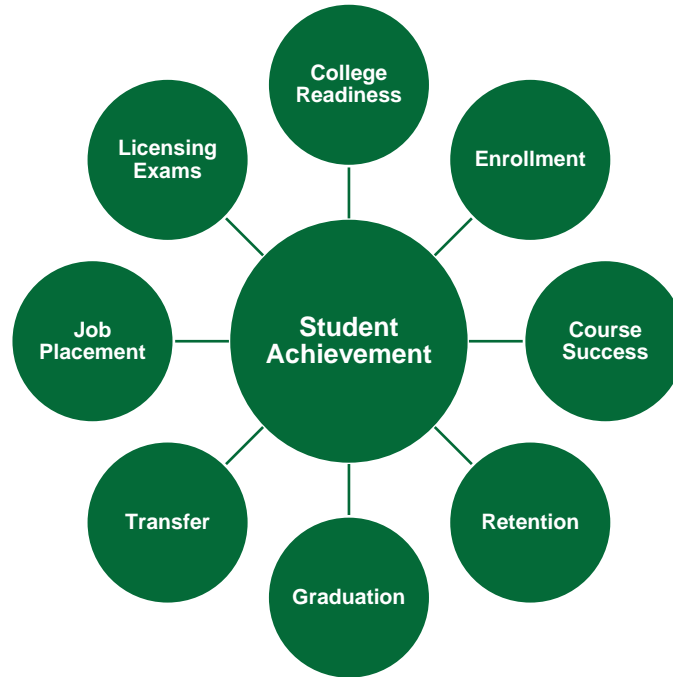 College
Readiness
Enrollment
Course
Success
Retention
Graduation
Transfer
Job
Placement
Licensing
Exams
Student
Achievement